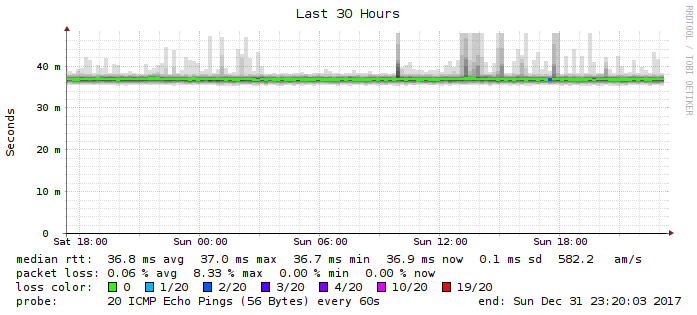 Last 30 Hours
RRDTOOL / TOBI OETIKER
Seconds
40 m
30 m
20 m
10 m
0
Sat 18:00 Sun 00:00 Sun 06:00 Sun 12:00 Sun 18:00
median rtt: 36.8 ms avg 37.0 ms max 36.7 ms min 36.9 ms now 0.1 ms sd 582.2 am/s
packet loss: 0.06 % avg 8.33 % max 0.00 % min 0.00 % now
loss color: 0 1/20 2/20 3/20 4/20 10/20 19/20
probe: 20 ICMP Echo Pings (56 Bytes) every 60s end: Sun Dec 31 23:20:03 2017